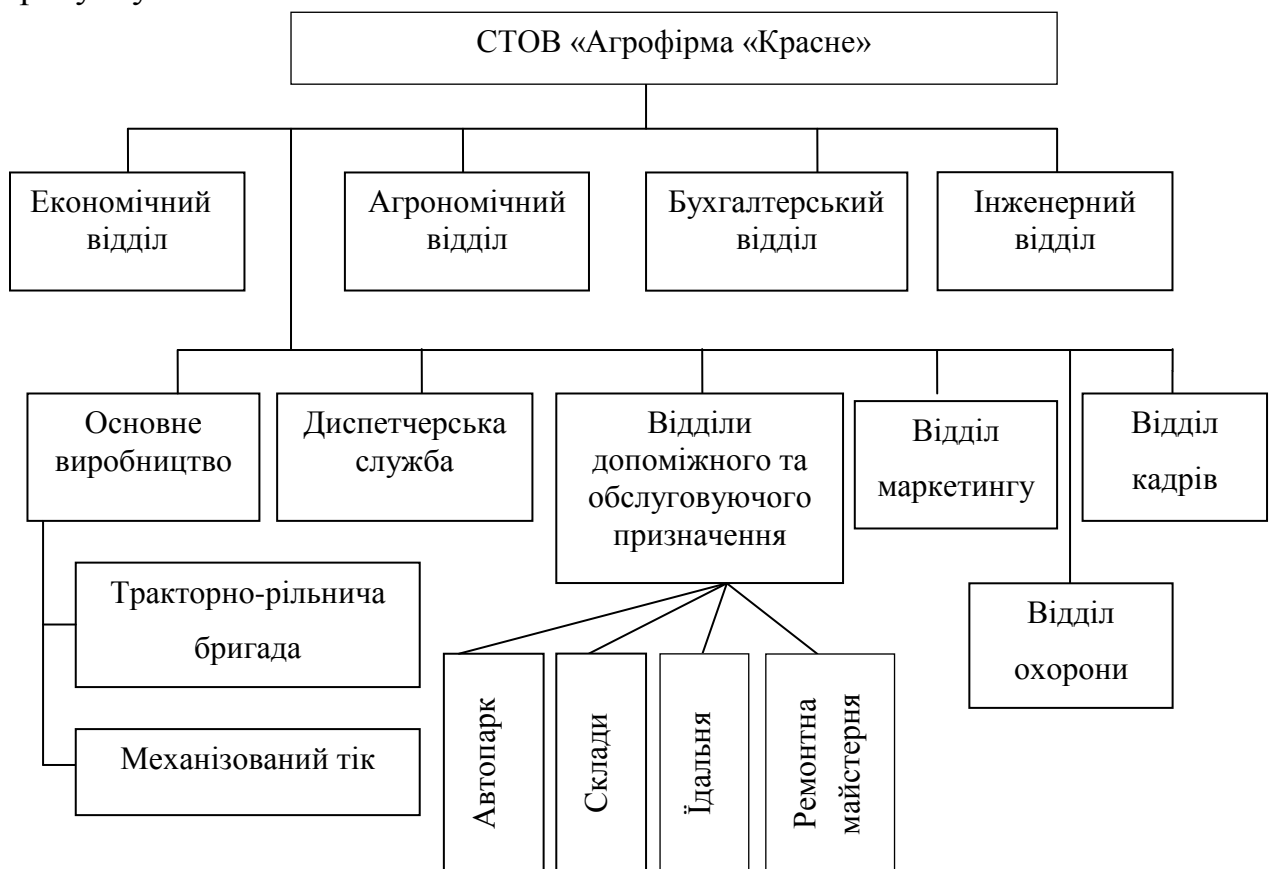 СТОВ «Агрофірма «Красне»
Економічний
відділ
Агрономічний
відділ
Бухгалтерський
відділ
Інженерний
відділ
Основне
виробництво
Диспетчерська
служба
Відділи
допоміжного та
обслуговуючого
призначення
Відділ
маркетингу
Відділ
кадрів
Тракторно-рільнича
бригада
Механізований тік
Автопарк
Склади
Їдальня
Ремонтна
майстерня
Відділ
охорони